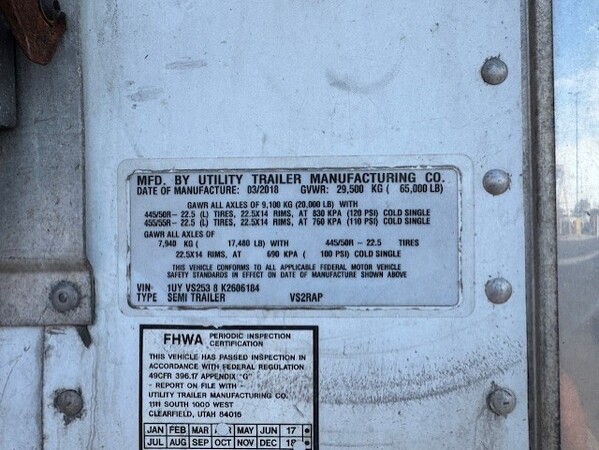 MFD. BY UTILITY TRAILER MANUFACTURING CO.
DATE OF MANUFACTURE: 03/2018 GVWR: 29,500 KG ( 65,000 LB)
GAWR ALL AXLES OF 9,100 KG (20,000 LB) WITH
445/50R- 22.5 (L) TIRES, 22.5X14 RIMS, AT 830 KPA (120 PSI) COLD SINGLE
455/55R- 22.5 (L) TIRES, 22.5X14 RIMS, AT 760 KPA (110 PSI) COLD SINGLE
GAWR ALL AXLES OF
7,940 KG ( 17,480 LB) WITH 445/50R - 22.5 TIRES
22.5X14 RIMS, AT 690 KPA ( 100 PSI) COLD SINGLE
THIS VEHICLE CONFORMS TO ALL APPLICABLE FEDERAL MOTOR VEHICLE
SAFETY STANDARDS IN EFFECT ON DATE OF MANUFACTURE SHOWN ABOVE
VIN 1UY VS253 8 K2606184
TYPE SEMI TRAILER VS2RAP
FHWA PERIODIC INSPECTION
CERTIFICATION
THIS VEHICLE HAS PASSED INSPECTION IN
ACCORDANCE WITH FEDERAL REGULATION
49CFR 396.17 APPENDIX "G"
- REPORT ON FILE WITH -
UTILITY TRAILER MANUFACTURING CO.
1111 SOUTH 1000 WEST
CLEARFIELD, UTAH 84015
JAN FEB MAR MAY JUN 17
JUL AUG SEP OCT NOV DEC 18